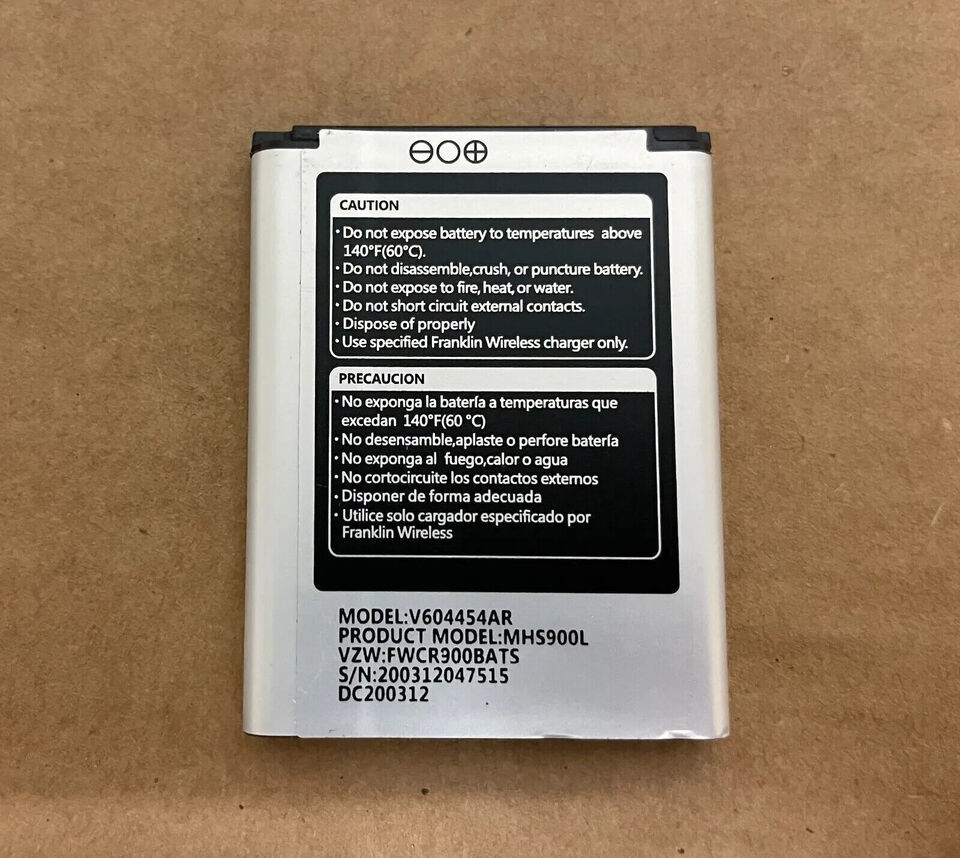 CAUTION
· Do not expose battery to temperatures above
140°F(60°C).
· Do not disassemble,crush, or puncture battery.
· Do not expose to fire, heat, or water.
· Do not short circuit external contacts.
· Dispose of properly
· Use specified Franklin Wireless charger only.
PRECAUCION
· No exponga la batería a temperaturas que
excedan 140°F(60 °C)
· No desensamble,aplaste o perfore batería
· No exponga al fuego,calor o agua
· No cortocircuite los contactos externos
· Disponer de forma adecuada
· Utilice solo cargador especificado por
Franklin Wireless
MODEL:V604454AR
PRODUCT MODEL:MHS900L
VZW:FWCR900BATS
S/N:200312047515
DC200312